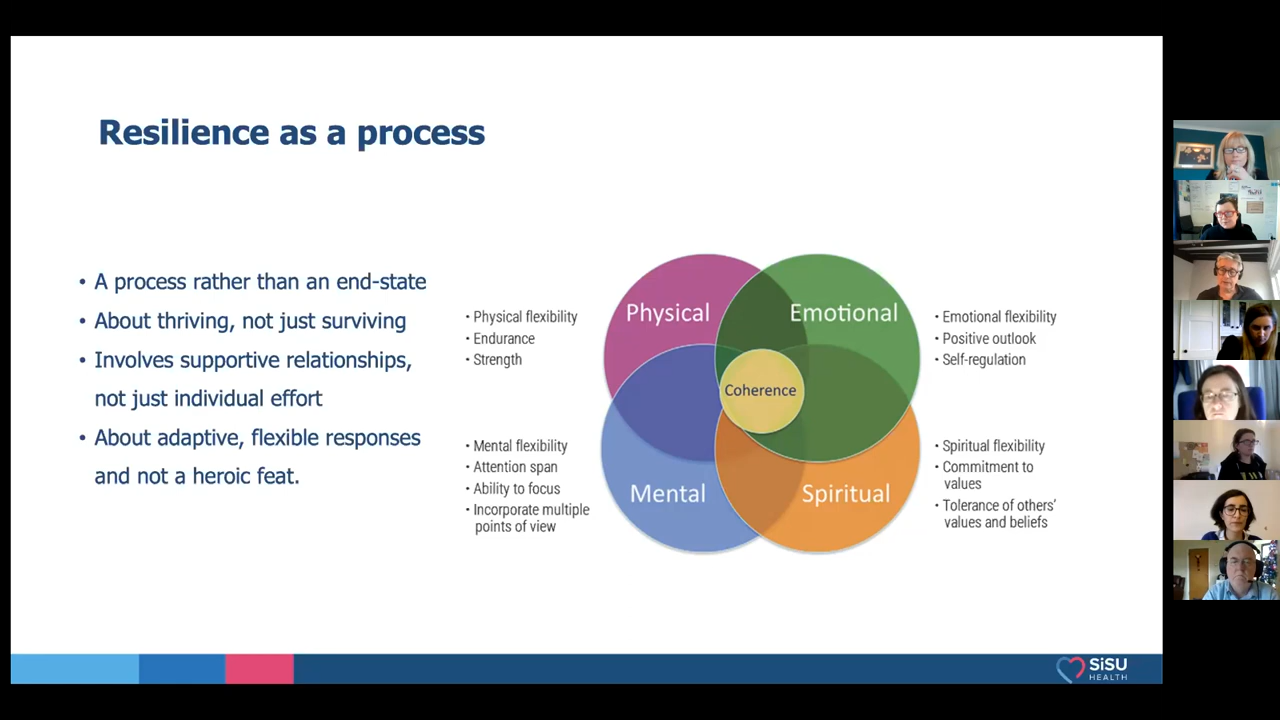 Resilience as a process
• A process rather than an end-state
• About thriving, not just surviving
• Involves supportive relationships,
not just individual effort
• About adaptive, flexible responses
and not a heroic feat.
• Physical flexibility
• Endurance
• Strength
Physical
Emotional
• Emotional flexibility
• Positive outlook
• Self-regulation
Coherence
• Mental flexibility
• Attention span
• Ability to focus
• Incorporate multiple
points of view
Mental
Spiritual
• Spiritual flexibility
• Commitment to
values
• Tolerance of others’
values and beliefs
SiSU
HEALTH